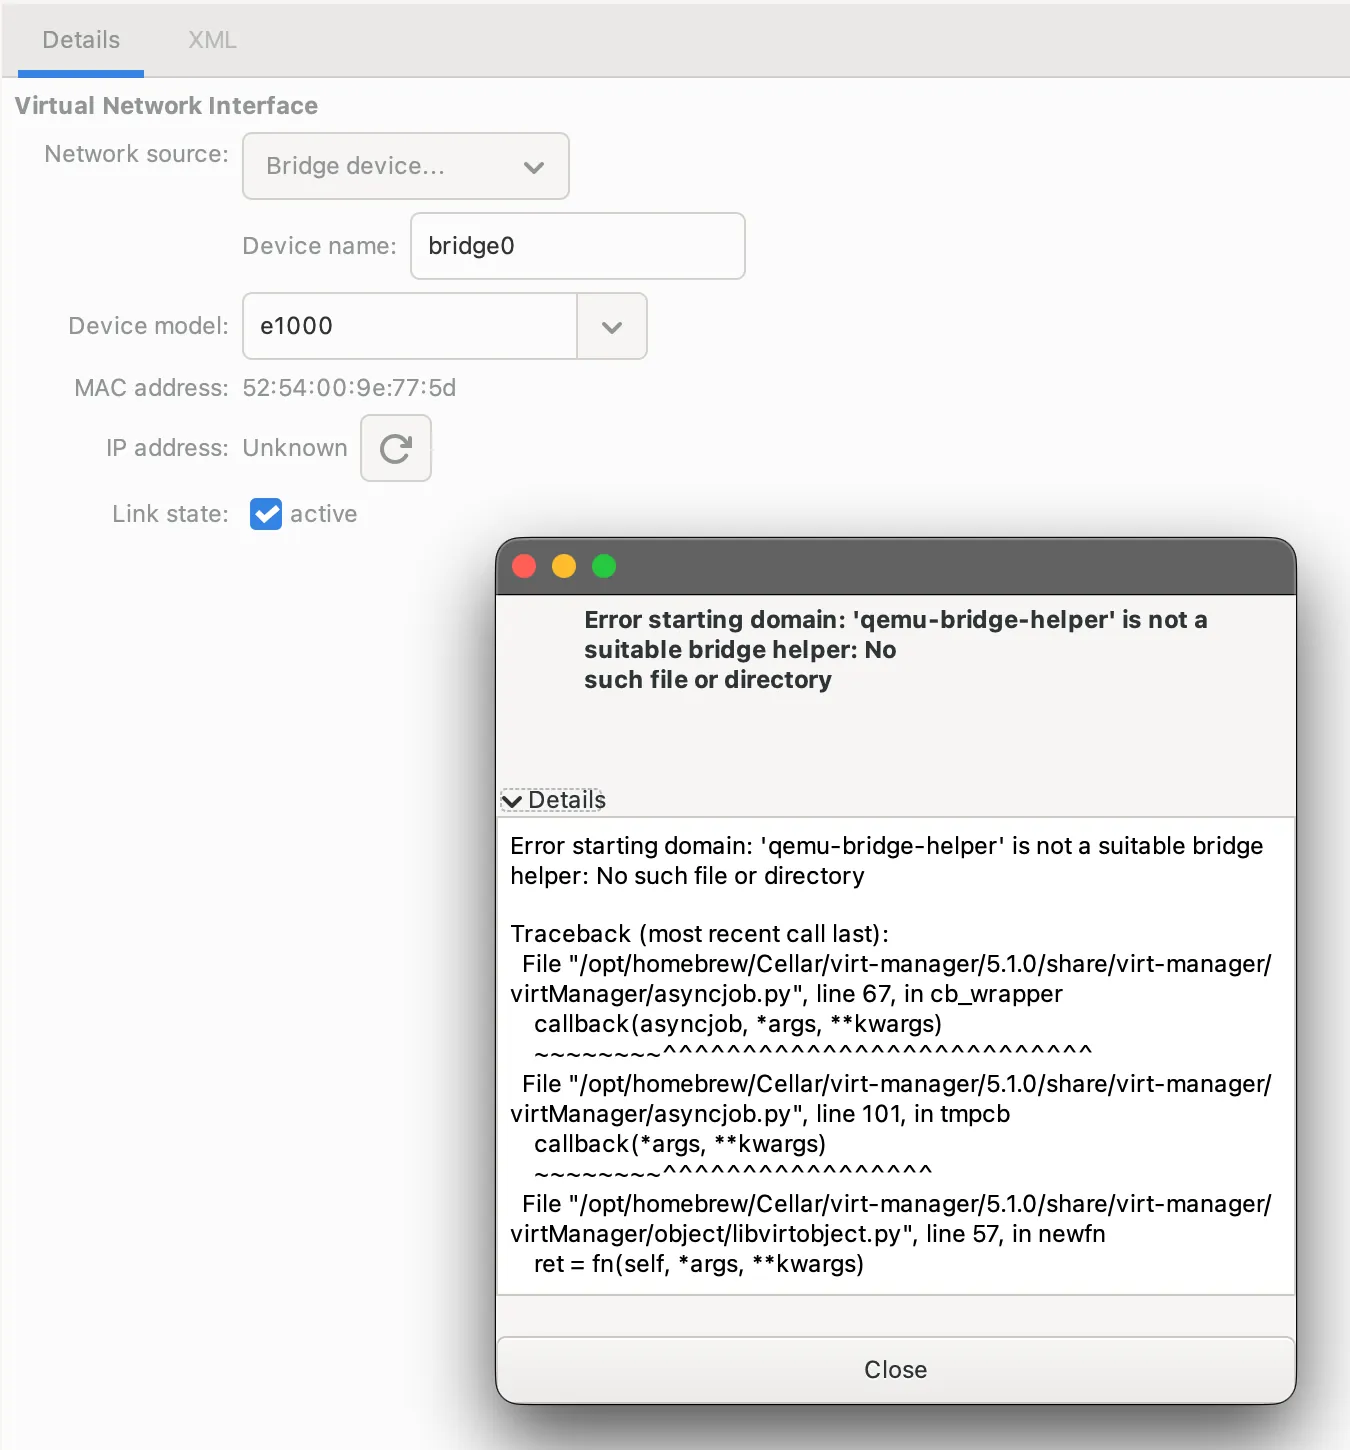 Details XML
Virtual Network Interface
Network source: Bridge device...
Device name: bridge0
Device model: e1000
MAC address: 52:54:00:9e:77:5d
IP address: Unknown
Link state: active
Error starting domain: 'qemu-bridge-helper' is not a
suitable bridge helper: No
such file or directory
Details
Error starting domain: 'qemu-bridge-helper' is not a suitable bridge
helper: No such file or directory
Traceback (most recent call last):
File "/opt/homebrew/Cellar/virt-manager/5.1.0/share/virt-manager/
virtManager/asyncjob.py", line 67, in cb_wrapper
callback(asyncjob, *args, **kwargs)
~~~~~~~~^^^^^^^^^^^^^^^^^^^^^^^^^^^
File "/opt/homebrew/Cellar/virt-manager/5.1.0/share/virt-manager/
virtManager/asyncjob.py", line 101, in tmpcb
callback(*args, **kwargs)
~~~~~~~~^^^^^^^^^^^^^^^^^
File "/opt/homebrew/Cellar/virt-manager/5.1.0/share/virt-manager/
virtManager/object/libvirtobject.py", line 57, in newfn
ret = fn(self, *args, **kwargs)
Close